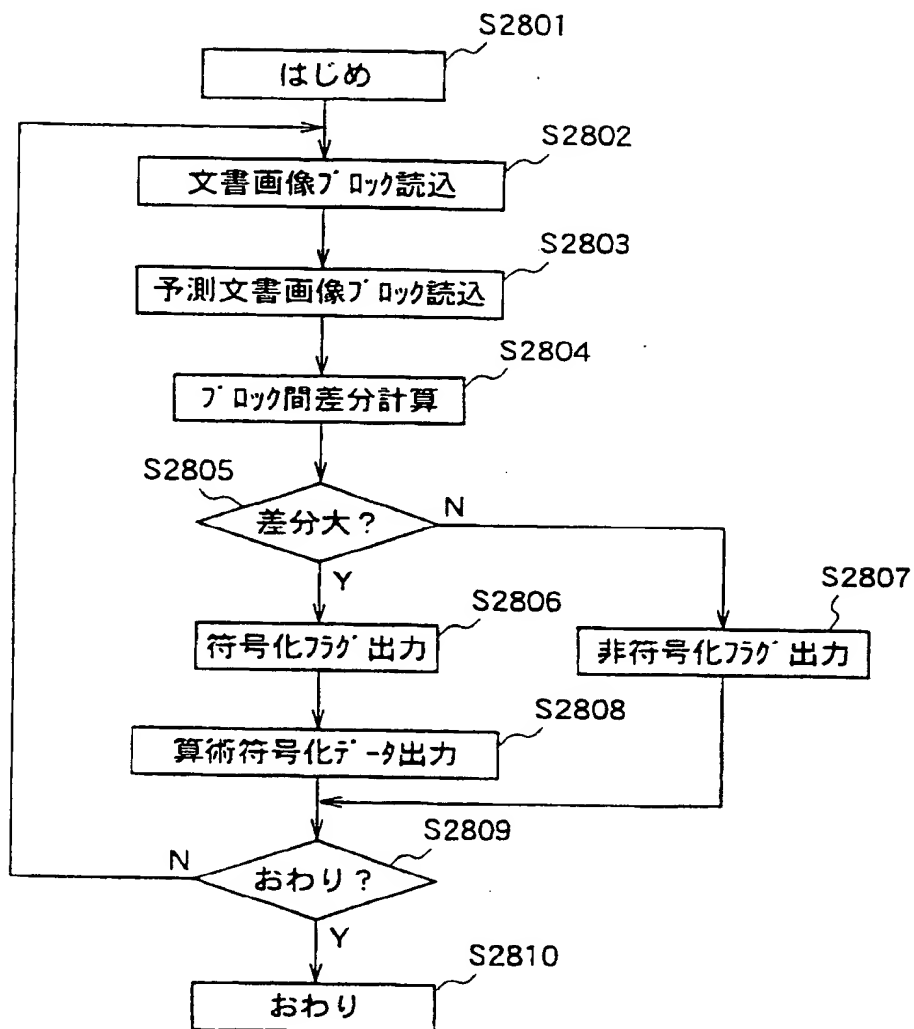 S2801
はじめ
S2802
文書画像ブロック読込
S2803
予測文書画像ブロック読込
S2804
ブロック間差分計算
S2805
差分大?
N
Y
S2806
符号化フラグ出力
S2807
非符号化フラグ出力
S2808
算術符号化データ出力
S2809
おわり?
N
Y
S2810
おわり